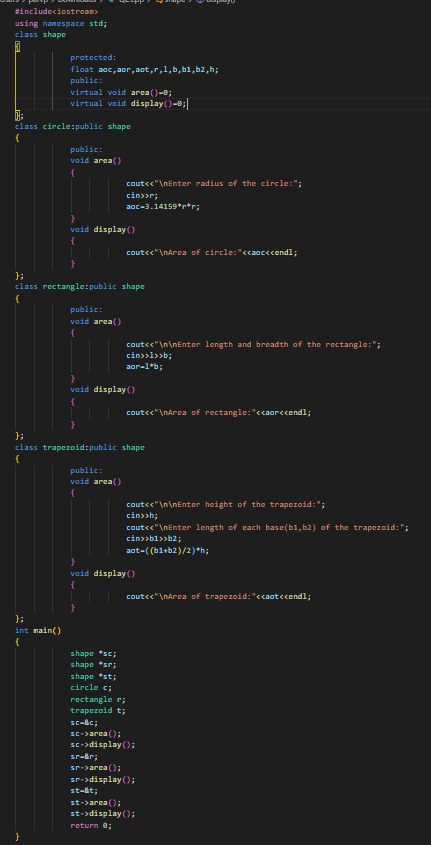 #include<iostream>
using namespace std;
class shape
{
protected:
float aoc,aor,aot,r,l,b,b1,b2,h;
public:
virtual void area()=0;
virtual void display()=0;
};
class circle:public shape
{
public:
void area()
{
cout<<"\nEnter radius of the circle:";
cin>>r;
aoc=3.14159*r*r;
}
void display()
{
cout<<"\nArea of circle:"<<aoc<<endl;
}
};
class rectangle:public shape
{
public:
void area()
{
cout<<"\n\nEnter length and breadth of the rectangle:";
cin>>l>>b;
aor=l*b;
}
void display()
{
cout<<"\nArea of rectangle:"<<aor<<endl;
}
};
class trapezoid:public shape
{
public:
void area()
{
cout<<"\n\nEnter height of the trapezoid:";
cin>>h;
cout<<"\nEnter length of each base(b1,b2) of the trapezoid:";
cin>>b1>>b2;
aot=((b1+b2)/2)*h;
}
void display()
{
cout<<"\nArea of trapezoid:"<<aot<<endl;
}
};
int main()
{
shape *sc;
shape *sr;
shape *st;
circle c;
rectangle r;
trapezoid t;
sc=&c;
sc->area();
sc->display();
sr=&r;
sr->area();
sr->display();
st=&t;
st->area();
st->display();
return 0;
}